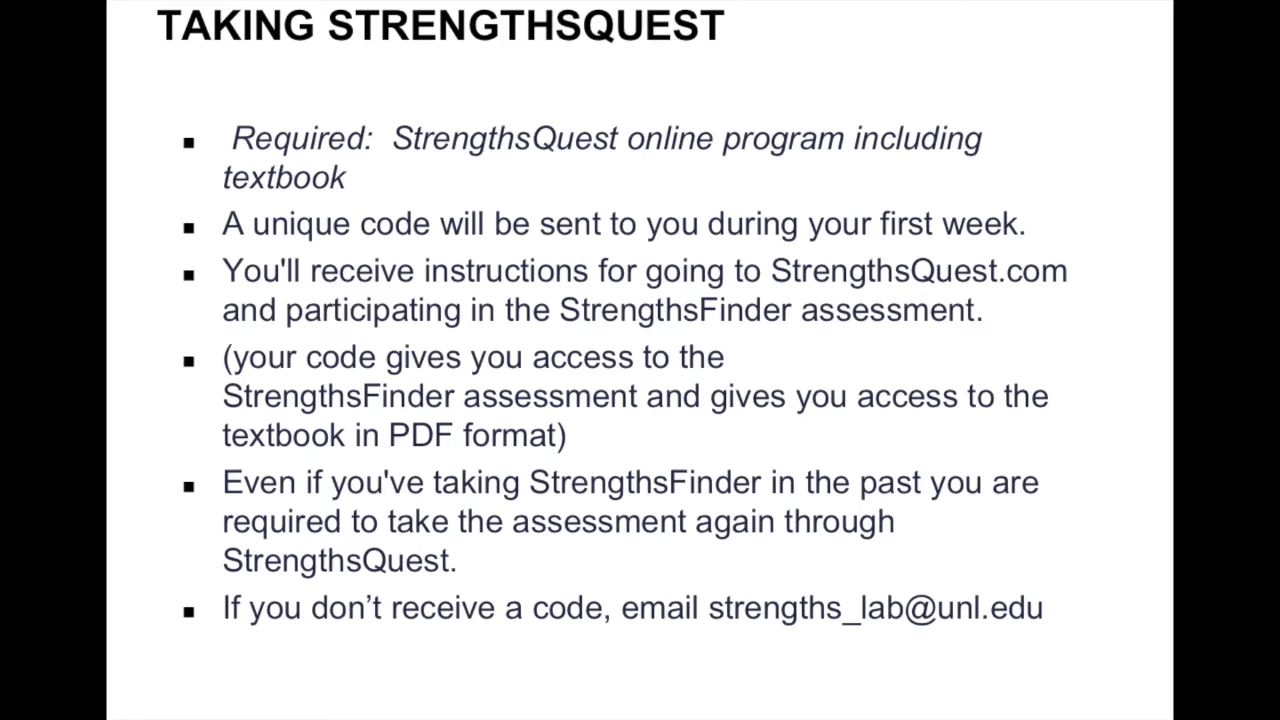 TAKING STRENGTHSQUEST
▪ Required: StrengthsQuest online program including
textbook
▪ A unique code will be sent to you during your first week.
▪ You'll receive instructions for going to StrengthsQuest.com
and participating in the StrengthsFinder assessment.
▪ (your code gives you access to the
StrengthsFinder assessment and gives you access to the
textbook in PDF format)
▪ Even if you've taking StrengthsFinder in the past you are
required to take the assessment again through
StrengthsQuest.
▪ If you don’t receive a code, email strengths_lab@unl.edu